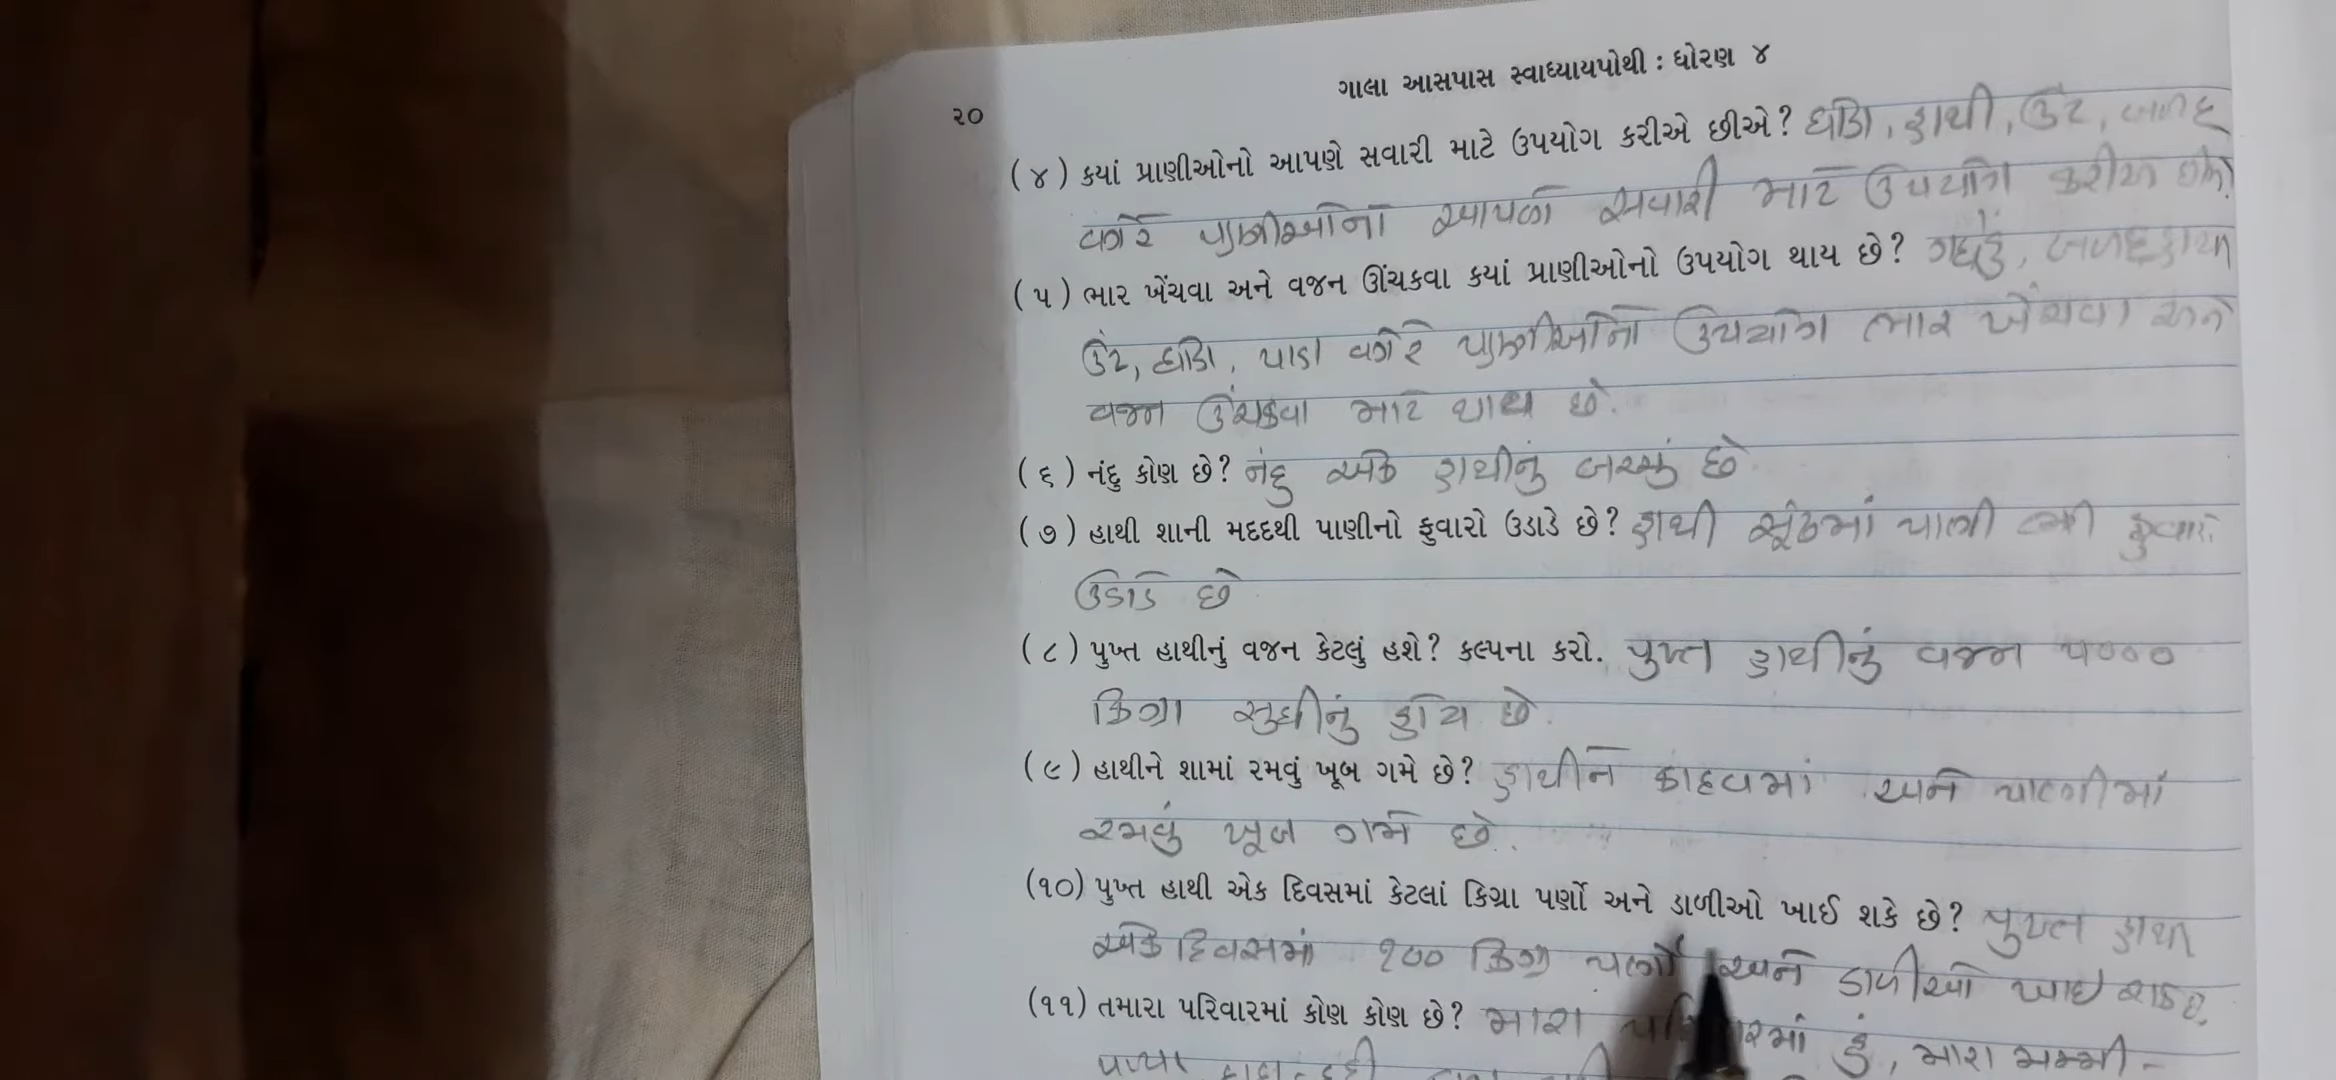 ગાલા આસપાસ સ્વાધ્યાયપોથી : ધોરણ ૪
૨૦
(૪) કયાં પ્રાણીઓનો આપણે સવારી માટે ઉપયોગ કરીએ છીએ? ઘોડો, હાથી, ઉંટ, બળદ
વગેરે પ્રાણીઓનો આપણે સવારી માટે ઉપયોગ કરીએ છીએ.
(૫) ભાર ખેંચવા અને વજન ઊંચકવા કયાં પ્રાણીઓનો ઉપયોગ થાય છે? ગધેડું, બળદ, હાથી
ઉંટ, ઘોડો, પાડા વગેરે પ્રાણીઓનો ઉપયોગ ભાર ખેંચવા અને
વજન ઉંચકવા માટે થાય છે.
(૬) નંદુ કોણ છે? નંદુ એક હાથીનું બચ્ચું છે
(૭) હાથી શાની મદદથી પાણીનો ફુવારો ઉડાડે છે? હાથી સૂંઢમાં પાણી ભરી ફુવારો
ઉડાડે છે
(૮) પુખ્ત હાથીનું વજન કેટલું હશે? કલ્પના કરો. પુખ્ત હાથીનું વજન ૫૦૦૦
કિગ્રા સુધીનું હોય છે.
(૯) હાથીને શામાં રમવું ખૂબ ગમે છે? હાથીને કાદવમાં અને પાણીમાં
રમવું ખૂબ ગમે છે.
(૧૦) પુખ્ત હાથી એક દિવસમાં કેટલાં કિગ્રા પર્ણો અને ડાળીઓ ખાઈ શકે છે? પુખ્ત હાથી
એક દિવસમાં ૧૦૦ કિગ્રા પર્ણો અને ડાળીઓ ખાઇ શકે છે.
(૧૧) તમારા પરિવારમાં કોણ કોણ છે? મારા હું, મારા મમ્મી-
પપ્પા